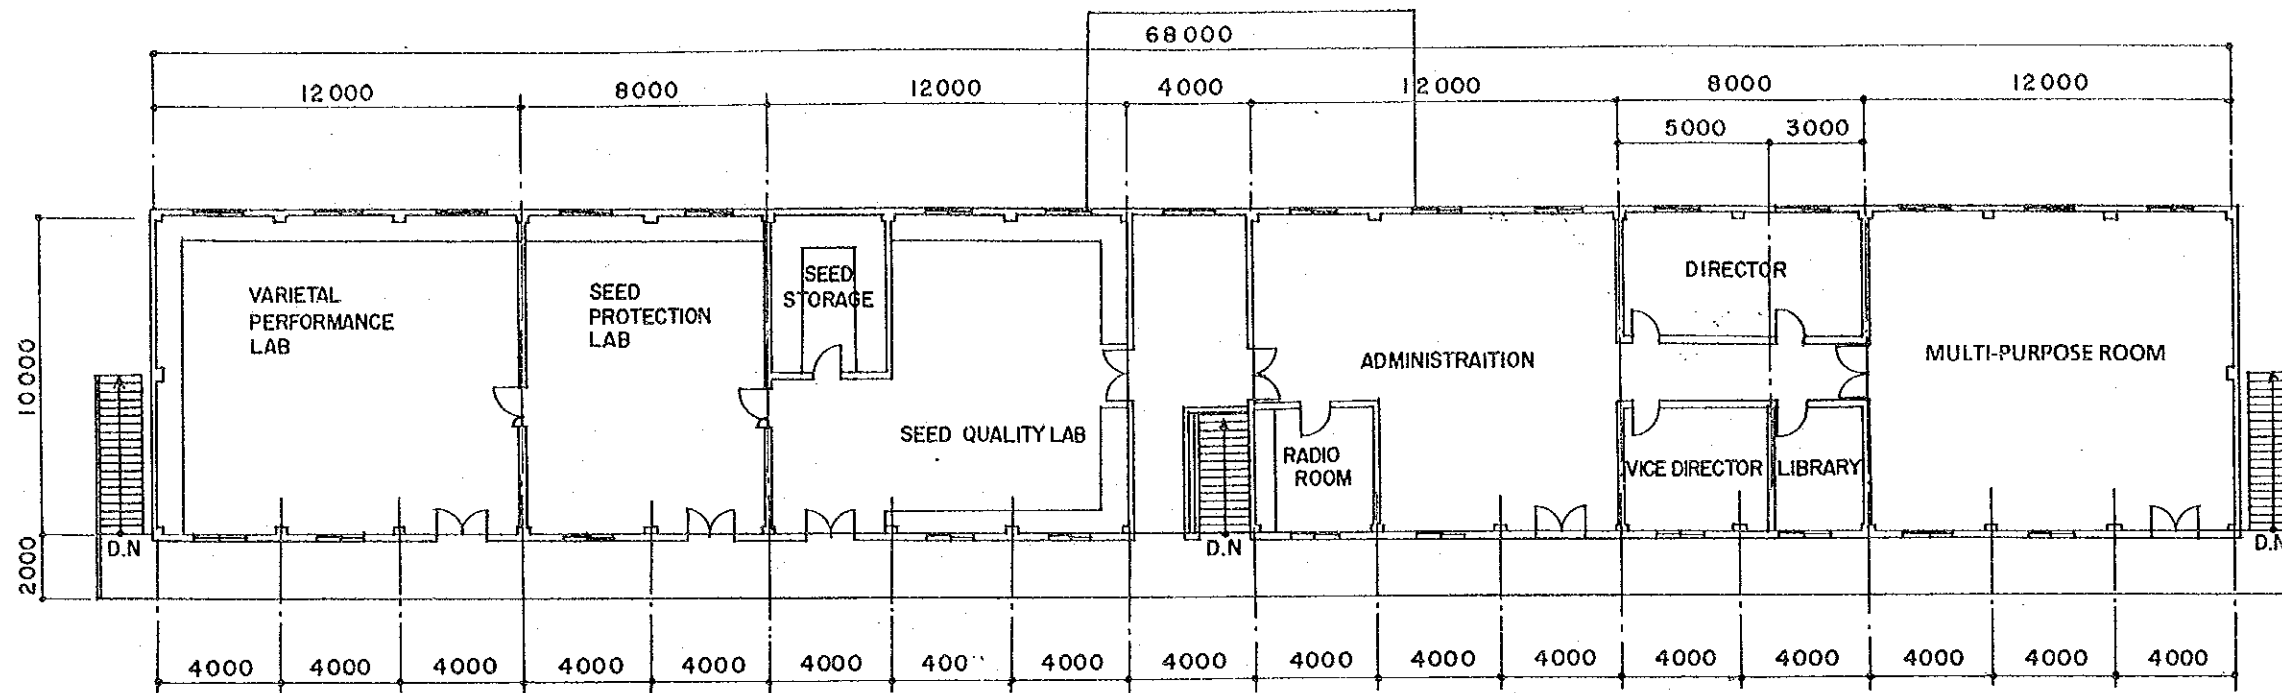 68000
12000
8000
12000
4000
12000
8000
12000
5000
3000
VARIETAL
PERFORMANCE
LAB
SEED
PROTECTION
LAB
SEED
STORAGE
SEED QUALITY LAB
ADMINISTRAITION
RADIO
ROOM
DIRECTOR
VICE DIRECTOR
LIBRARY
MULTI-PURPOSE ROOM
10000
2000
D.N
D.N
D.N
4000
4000
4000
4000
4000
4000
400
4000
4000
4000
4000
4000
4000
4000
4000
4000
4000